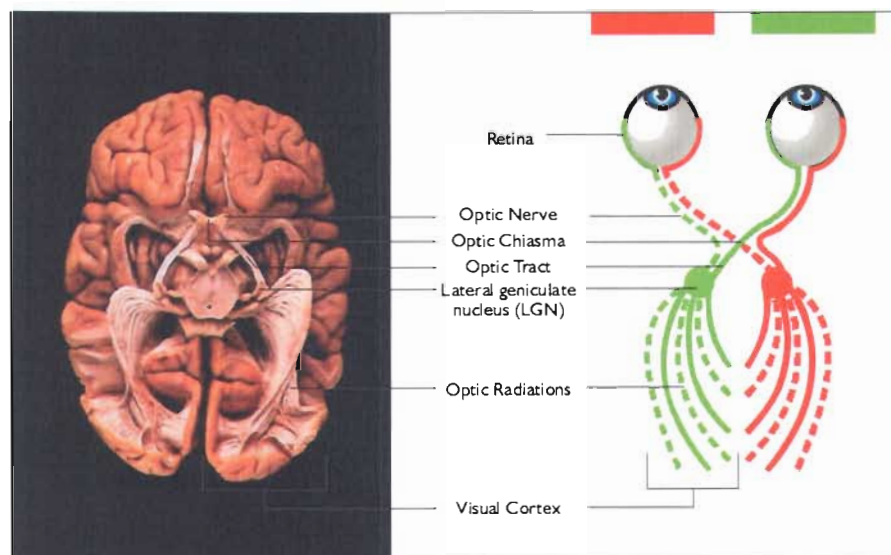 Retina
Optic Nerve
Optic Chiasma
Optic Tract
Lateral geniculate
nucleus (LGN)
Optic Radiations
Visual Cortex